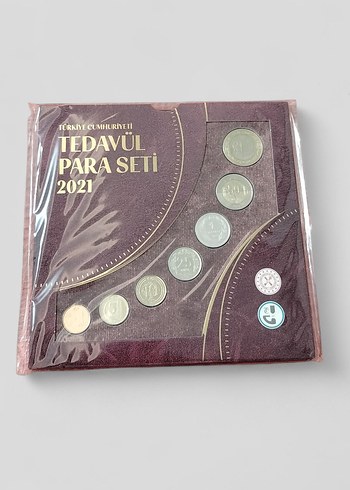 TÜRKİYE CUMHURİYETİ
TEDAVÜL
PARA SETİ
2021